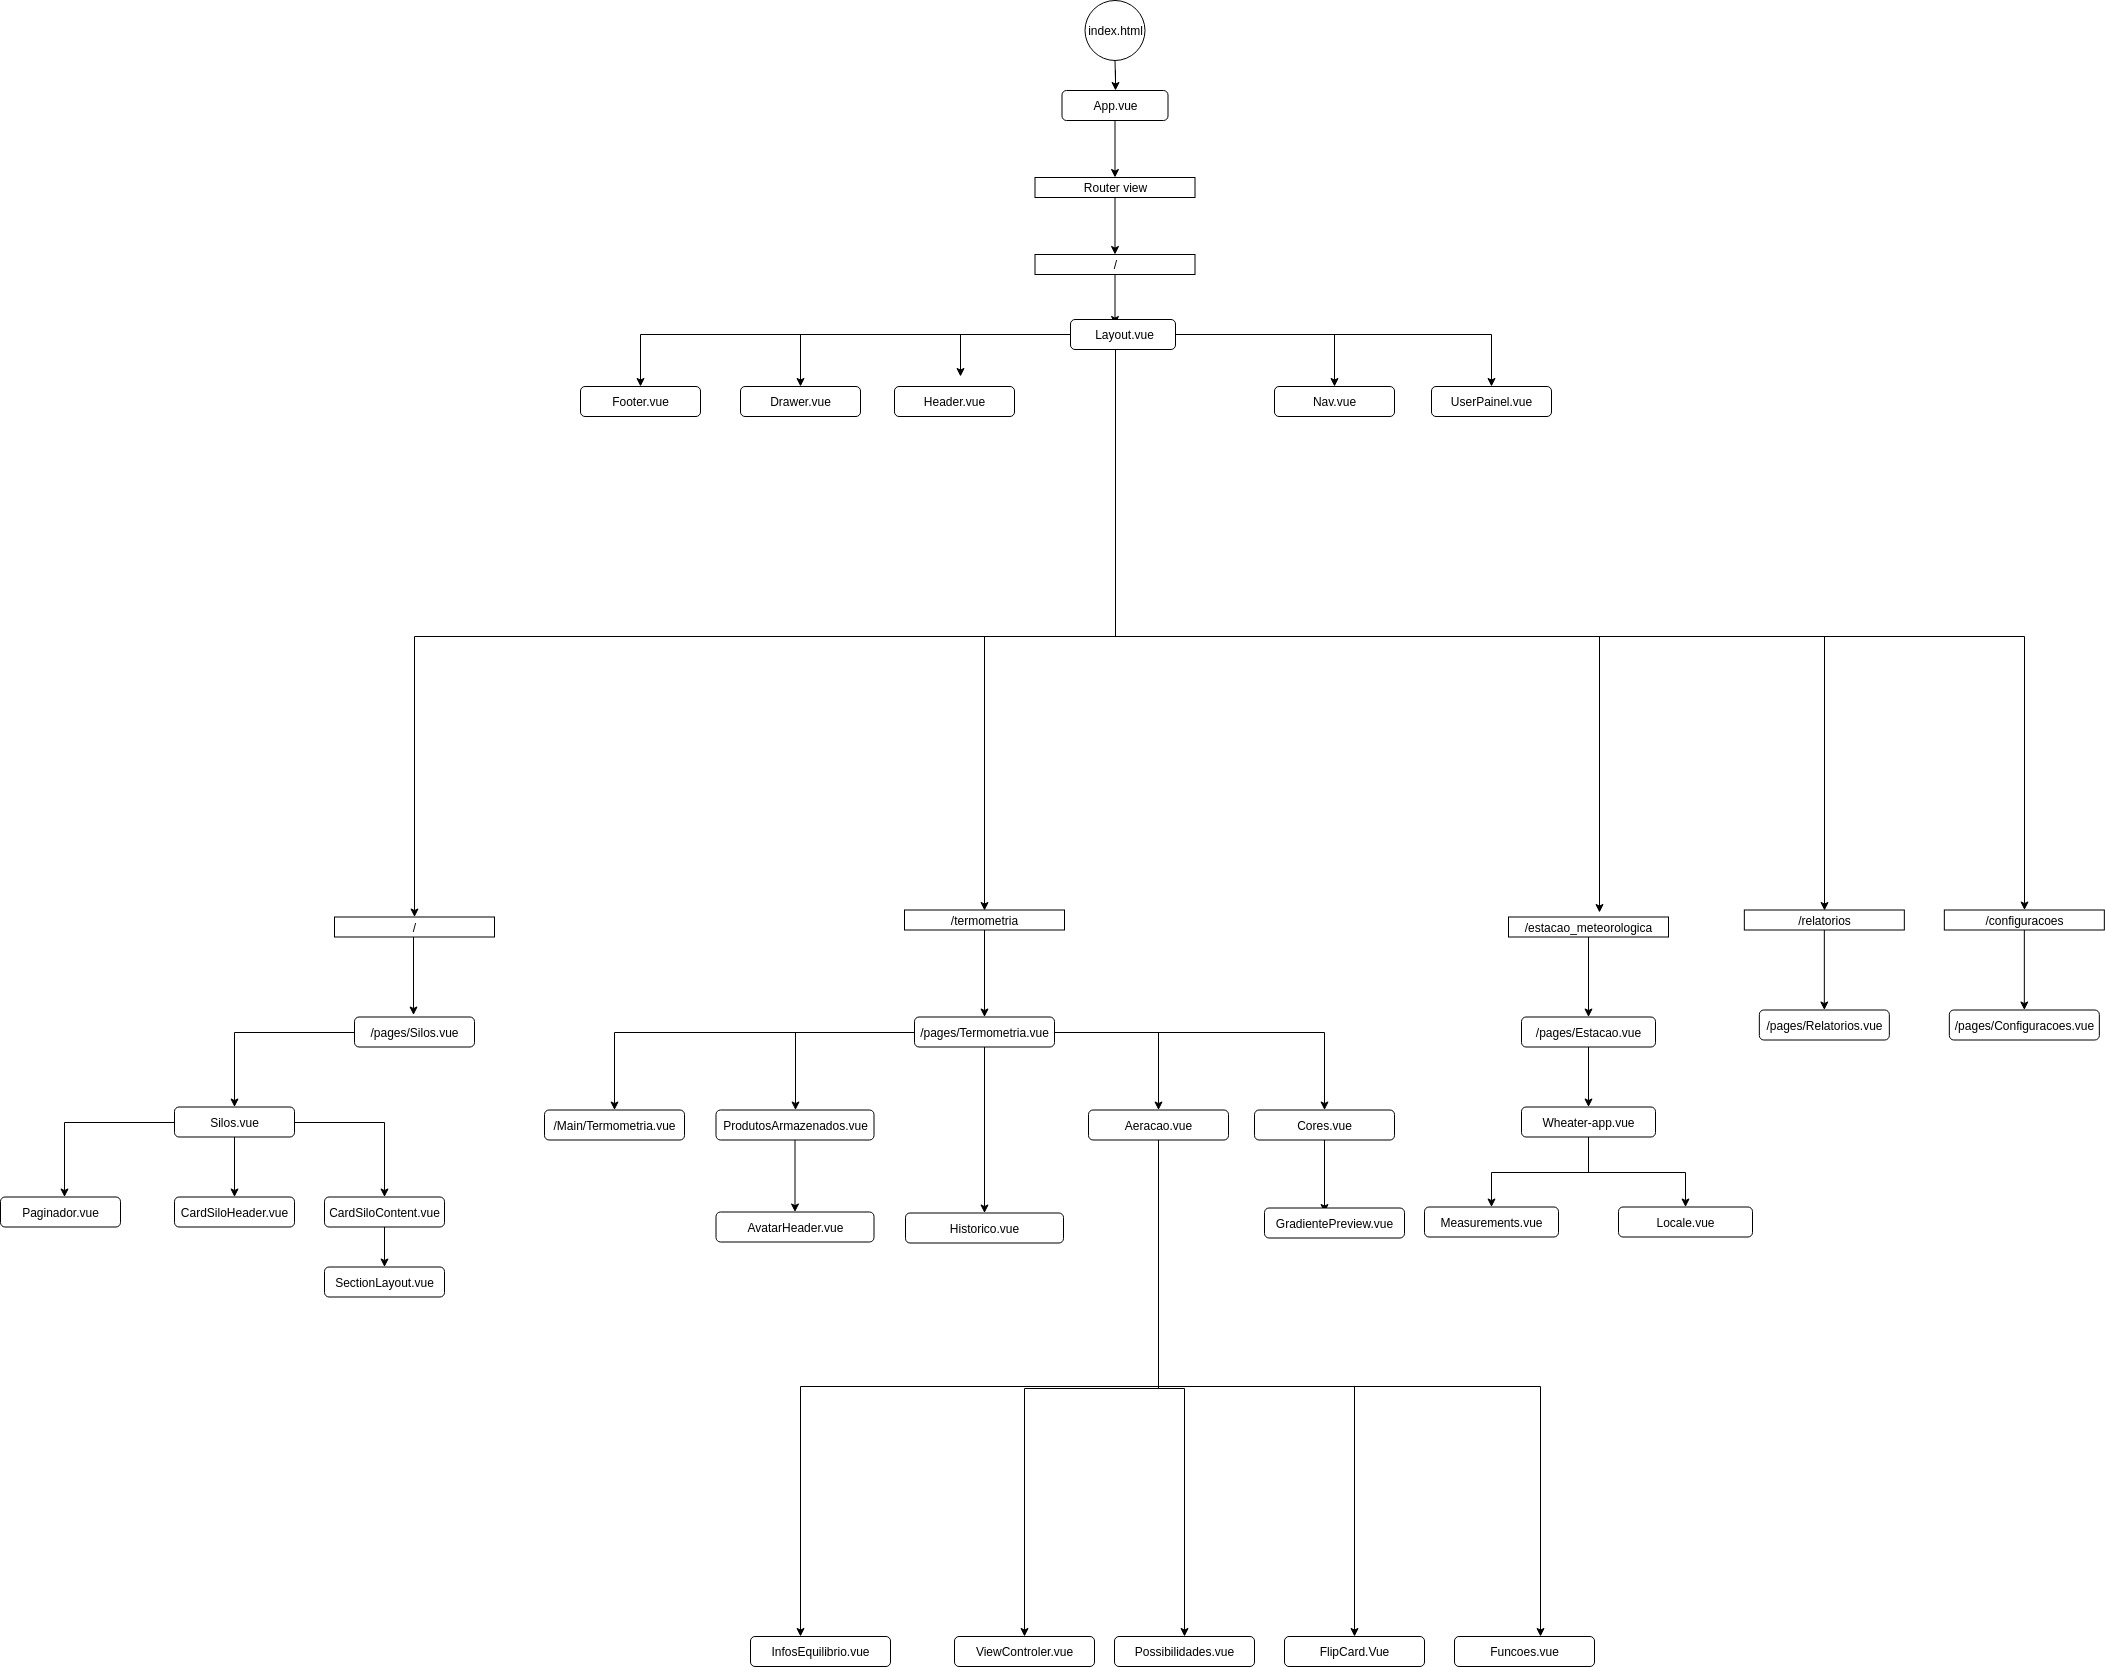 index.html
App.vue
Router view
/
Layout.vue
Footer.vue
Drawer.vue
Header.vue
Nav.vue
UserPainel.vue
/
/termometria
/estacao_meteorologica
/relatorios
/configuracoes
/pages/Silos.vue
/pages/Termometria.vue
/pages/Estacao.vue
/pages/Relatorios.vue
/pages/Configuracoes.vue
Silos.vue
/Main/Termometria.vue
ProdutosArmazenados.vue
Aeracao.vue
Cores.vue
Wheater-app.vue
Paginador.vue
CardSiloHeader.vue
CardSiloContent.vue
AvatarHeader.vue
Historico.vue
GradientePreview.vue
Measurements.vue
Locale.vue
SectionLayout.vue
InfosEquilibrio.vue
ViewControler.vue
Possibilidades.vue
FlipCard.Vue
Funcoes.vue